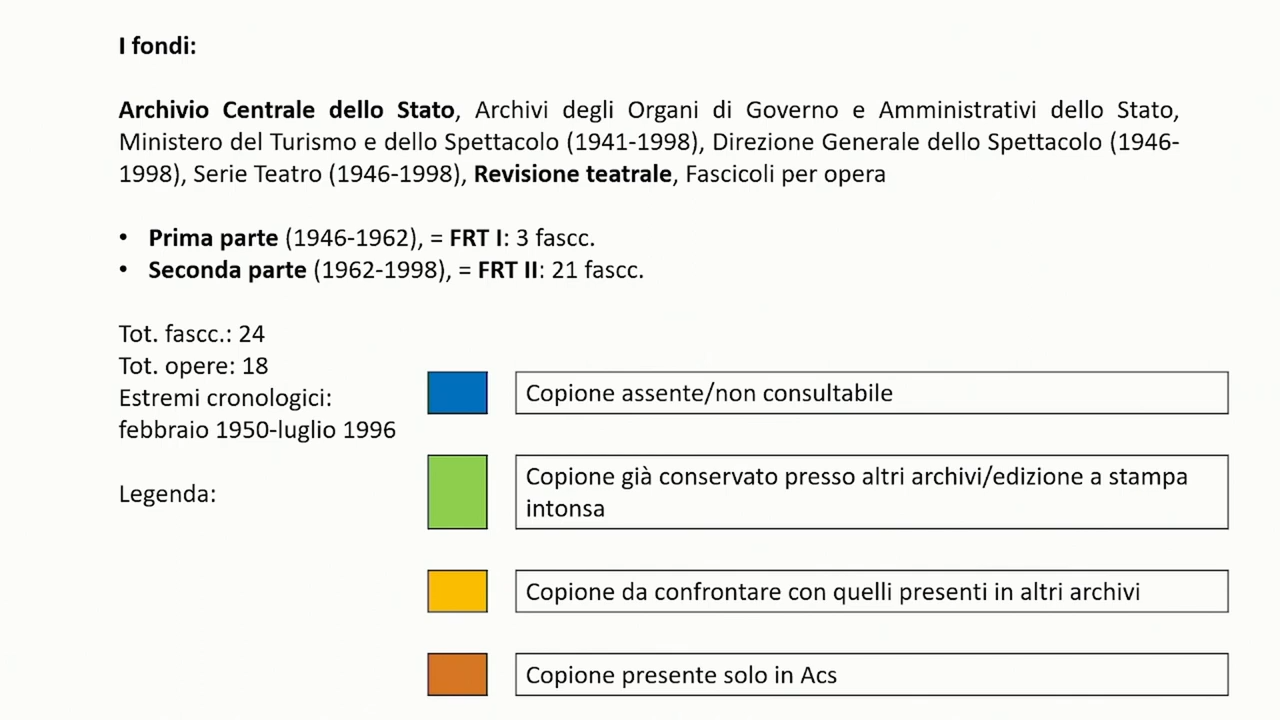 I fondi:
Archivio Centrale dello Stato, Archivi degli Organi di Governo e Amministrativi dello Stato,
Ministero del Turismo e dello Spettacolo (1941-1998), Direzione Generale dello Spettacolo (1946-
1998), Serie Teatro (1946-1998), Revisione teatrale, Fascicoli per opera
• Prima parte (1946-1962), = FRT I: 3 fascc.
• Seconda parte (1962-1998), = FRT II: 21 fascc.
Tot. fascc.: 24
Tot. opere: 18
Estremi cronologici:
febbraio 1950-luglio 1996
Legenda:
Copione assente/non consultabile
Copione già conservato presso altri archivi/edizione a stampa
intonsa
Copione da confrontare con quelli presenti in altri archivi
Copione presente solo in Acs